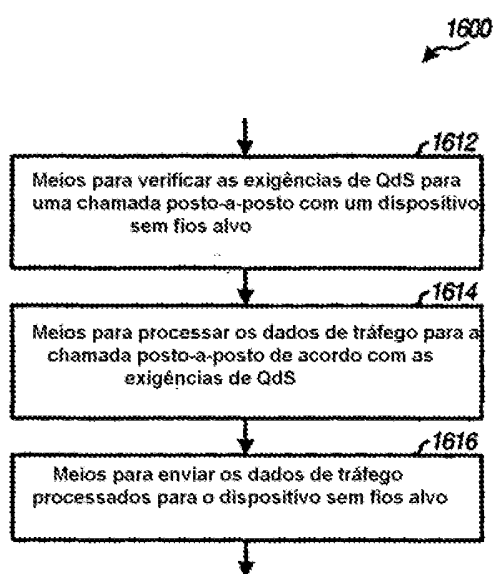 1600
1612
Meios para verificar as exigências de QdS para
uma chamada posto-a-posto com um dispositivo
sem fios alvo
1614
Meios para processar os dados de tráfego para a
chamada posto-a-posto de acordo com as
exigências de QdS
1616
Meios para enviar os dados de tráfego
processados para o dispositivo sem fios alvo